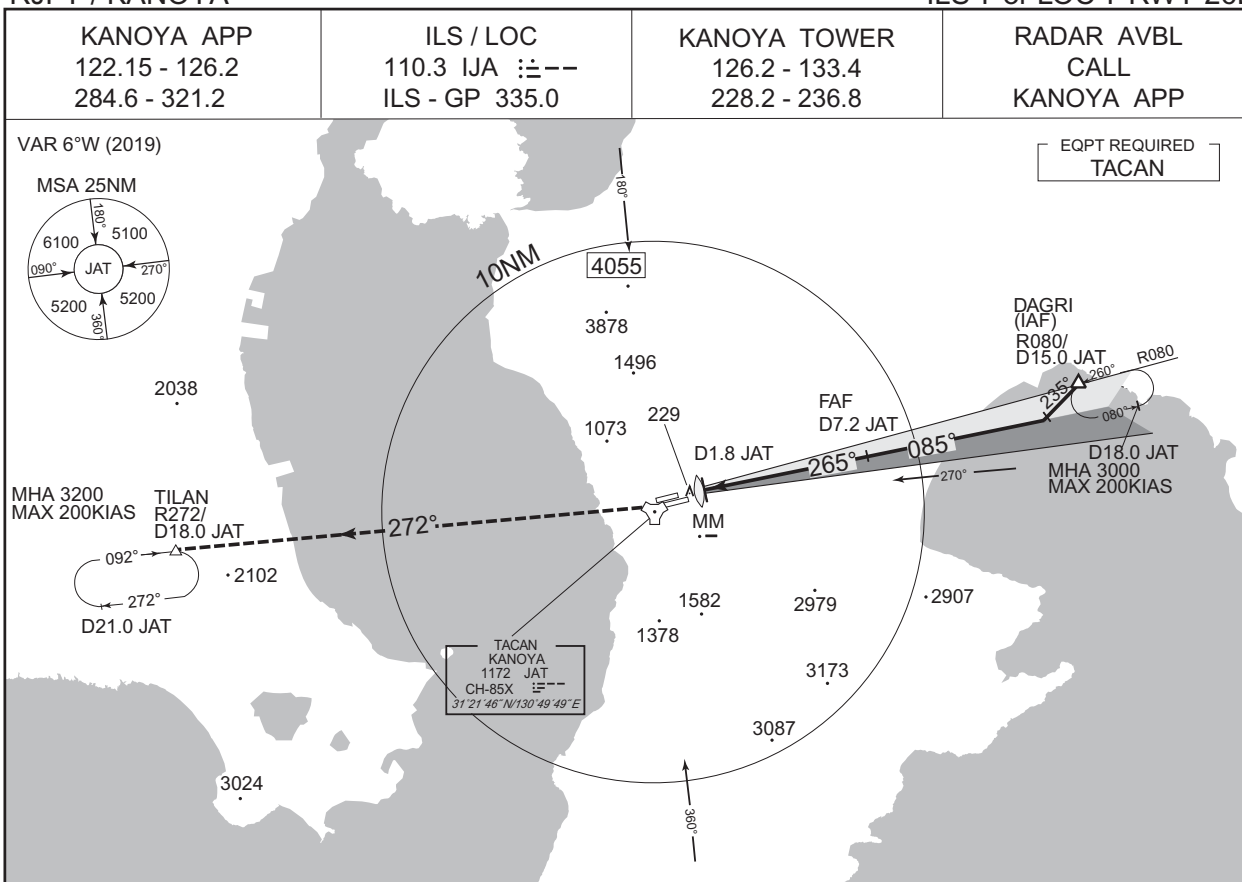 KANOYA APP
122.15 - 126.2
284.6 - 321.2
ILS / LOC
110.3 IJA
ILS - GP 335.0
KANOYA TOWER
126.2 - 133.4
228.2 - 236.8
RADAR AVBL
CALL
KANOYA APP
VAR 6°W (2019)
EQPT REQUIRED
TACAN
MSA 25NM
180°
6100
5100
090°
JAT
270°
5200
5200
360°
180°
10NM
4055
3878
1496
2038
229
1073
DAGRI
(IAF)
R080/
D15.0 JAT
R080
260°
235°
080°
FAF
D7.2 JAT
D1.8 JAT
265°
085°
D18.0 JAT
MHA 3000
MAX 200KIAS
270°
MHA 3200
MAX 200KIAS
TILAN
R272/
D18.0 JAT
272°
MM
092°
272°
D21.0 JAT
2102
1582
2979
2907
1378
TACAN
KANOYA
1172 JAT
CH-85X
31°21´46˝N/130°49´49˝E
3173
3087
3024
360°